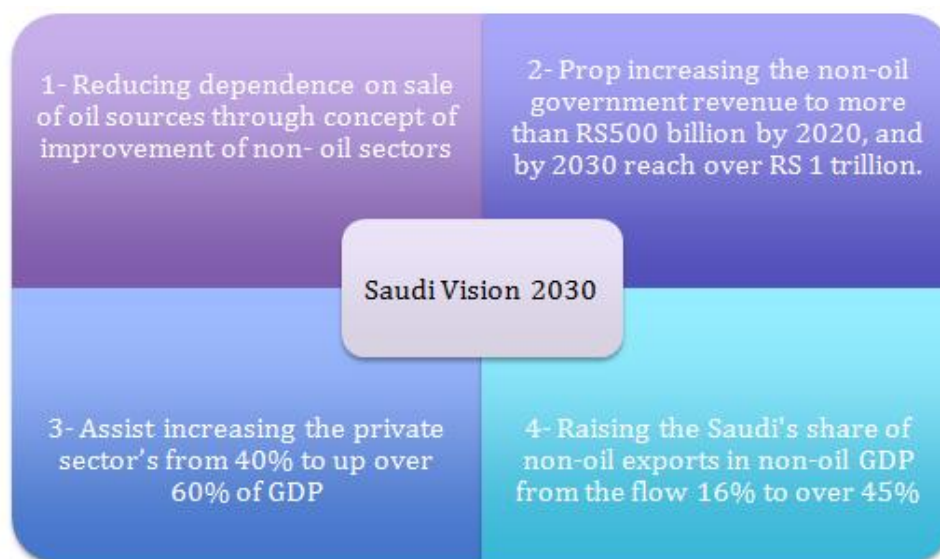 1- Reducing dependence on sale
of oil sources through concept of
improvement of non- oil sectors
2- Prop increasing the non-oil
government revenue to more
than RS500 billion by 2020, and
by 2030 reach over RS 1 trillion.
Saudi Vision 2030
3- Assist increasing the private
sector's from 40% to up over
60% of GDP
4- Raising the Saudi's share of
non-oil exports in non-oil GDP
from the flow 16% to over 45%